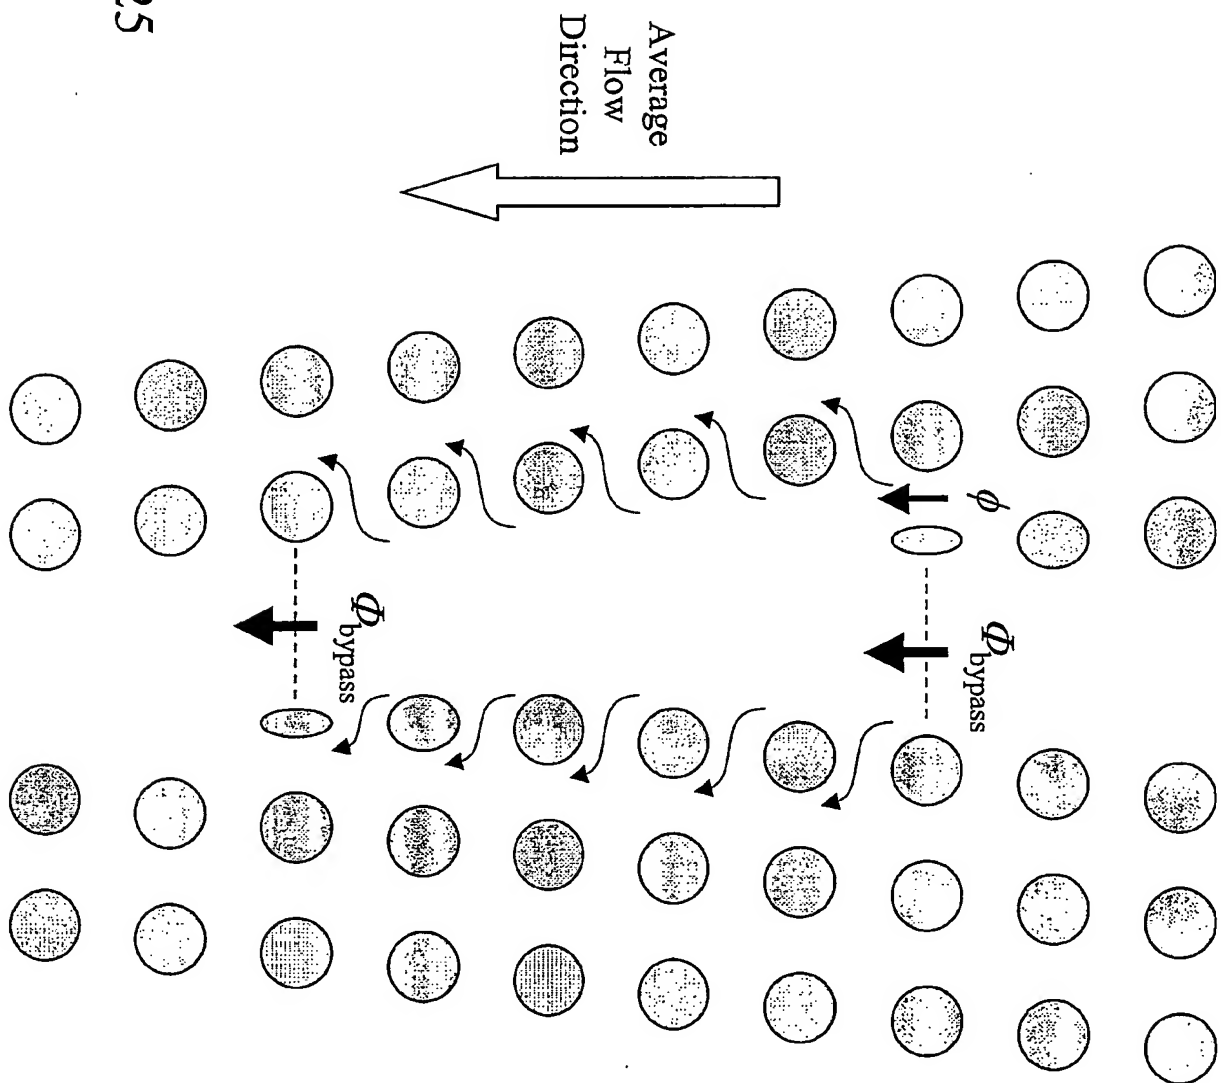 Average
Flow
Direction
ϕ
Φbypass
Φbypass
25